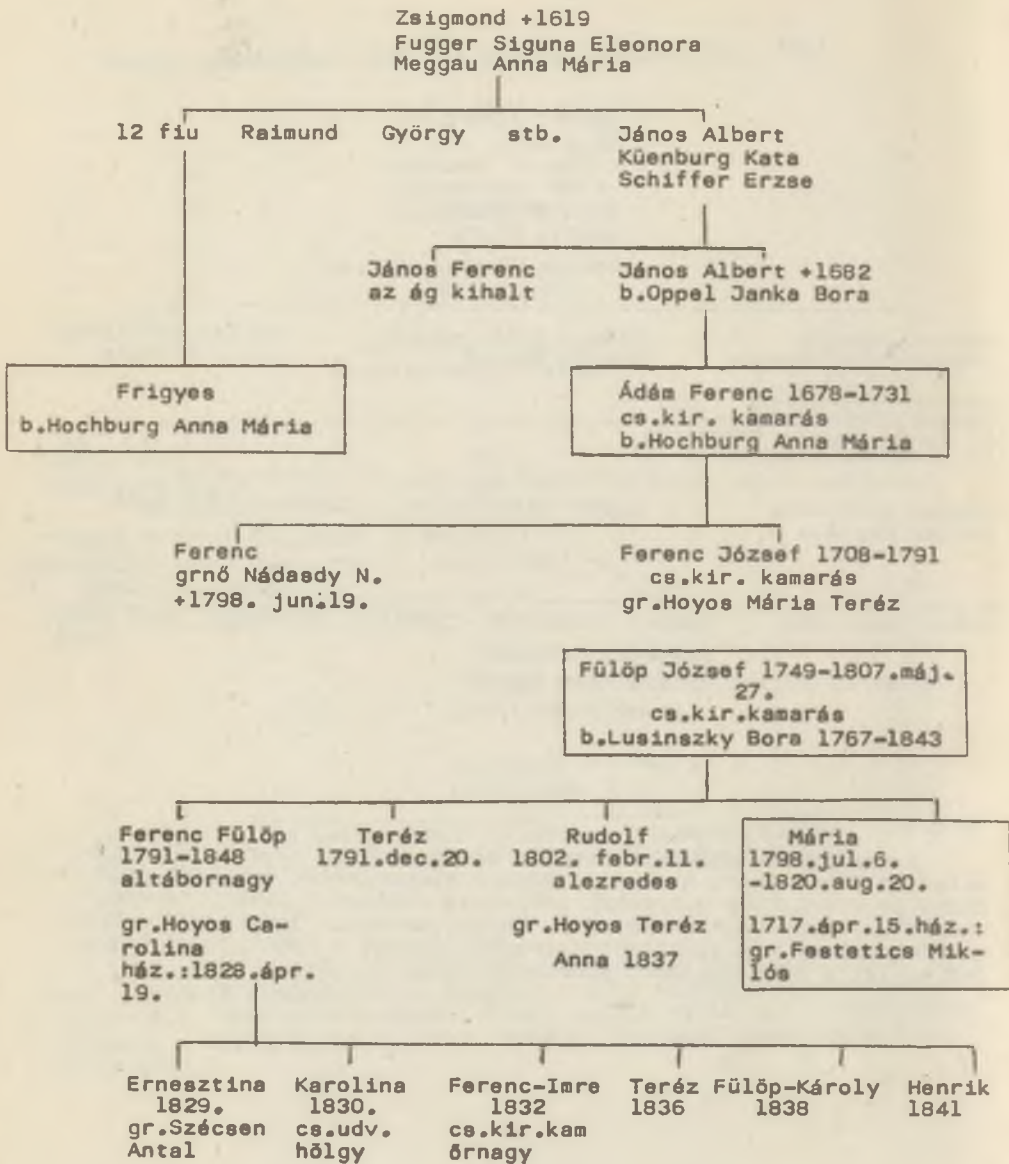 Zsigmond +1619
Fugger Siguna Eleonora
Meggau Anna Mária
12 fiu Raimund György stb. János Albert
Küenburg Kata
Schiffer Erzse
János Ferenc
az ág kihalt
János Albert +1682
b.Oppel Janka Bora
Frigyes
b.Hochburg Anna Mária
Ádám Ferenc 1678-1731
cs.kir. kamarás
b.Hochburg Anna Mária
Ferenc
grnő Nádasdy N.
+1798. jun.19.
Ferenc József 1708-1791
cs.kir. kamarás
gr.Hoyos Mária Teréz
Fülöp József 1749-1807.máj.
27.
cs.kir.kamarás
b.Lusinszky Bora 1767-1843
Ferenc Fülöp
1791-1848
altábornagy
gr.Hoyos Ca-
rolina
ház.:1828.ápr.
19.
Teréz
1791.dec.20.
Rudolf
1802. febr.11.
alezredes
gr.Hoyos Teréz
Anna 1837
Mária
1798.jul.6.
-1820.aug.20.
1717.ápr.15.ház.:
gr.Festetics Mik-
lós
Ernesztina
1829.
gr.Szécsen
Antal
Karolina
1830.
cs.udv.
hölgy
Ferenc-Imre
1832
cs.kir.kam
őrnagy
Teréz
1836
Fülöp-Károly
1838
Henrik
1841